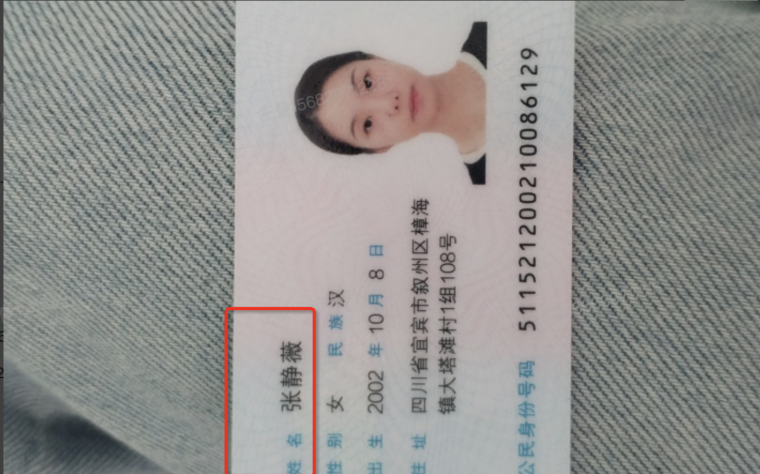 姓名 张静薇
性别 女 民族 汉
出生 2002 年 10 月 8 日
住址 四川省宜宾市叙州区樟海
镇大塔滩村1组108号
公民身份号码 511521200210086129